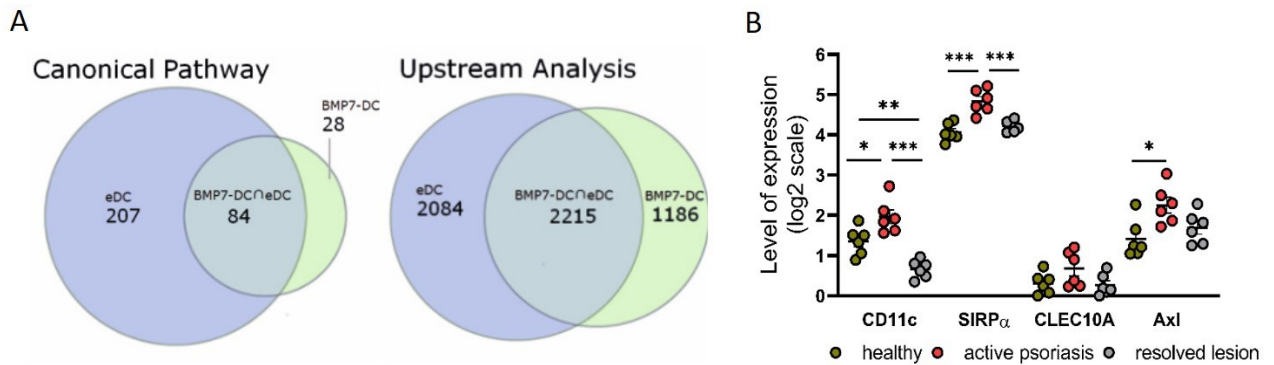 A
Canonical Pathway
BMP7-DC
28
eDC
207
BMP7-DC∩eDC
84
Upstream Analysis
eDC
2084
BMP7-DC∩eDC
2215
BMP7-DC
1186
B
Level of expression
(log2 scale)
6
5
4
3
2
1
0
*
**
***
***
***
*
CD11c
SIRPα
CLEC10A
Axl
healthy
active psoriasis
resolved lesion